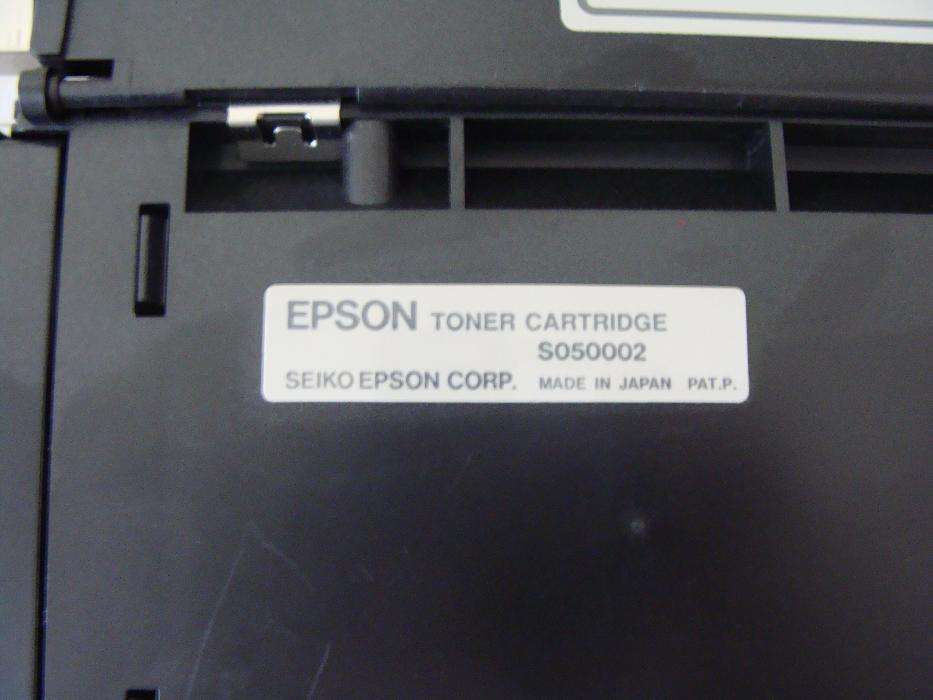 EPSON TONER CARTRIDGE
S050002
SEIKO EPSON CORP. MADE IN JAPAN PAT.P.